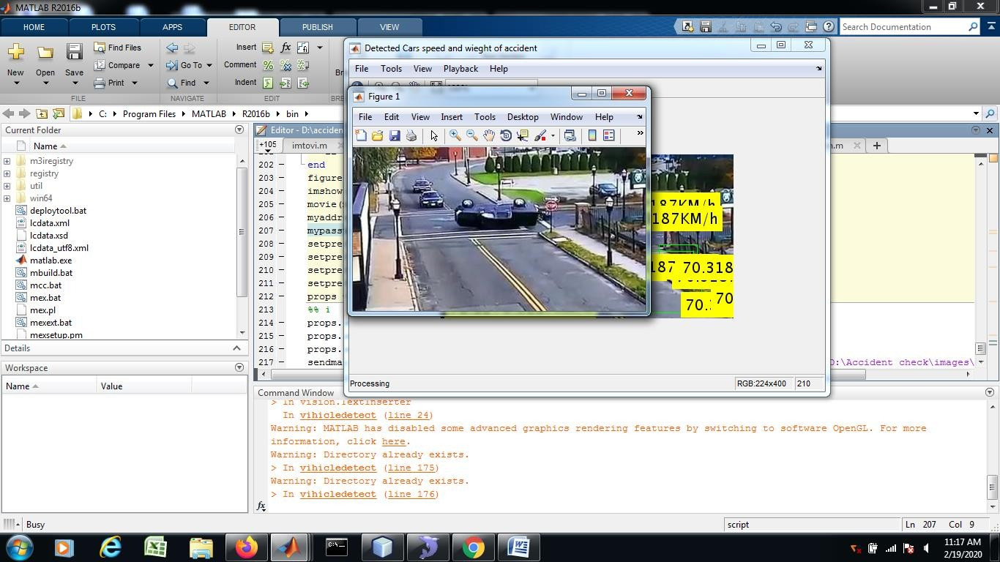 MATLAB R2016b
HOME PLOTS APPS EDITOR PUBLISH VIEW
Search Documentation
New Open Save
Find Files
Compare
Print
Go To
Find
Insert fx
Comment
Indent
FILE NAVIGATE EDIT
C: Program Files MATLAB R2016b bin
Current Folder
Name
m3iregistry
registry
util
win64
deploytool.bat
lcdata.xml
lcdata.xsd
lcdata_utf8.xml
matlab.exe
mbuild.bat
mcc.bat
mex.bat
mex.pl
mexext.bat
mexsetup.pm
Details
Workspace
Name Value
Editor - D:\acciden
+105 imtovi.m
202 end
203 figure
204 imshow
205 movie(
206 myaddr
207 mypass
208 setpre
209 setpre
210 setpre
211 setpre
212 props
213 %% i
214 props.
215 props.
216 props.
217 sendma
D:\Accident check\images\
Detected Cars speed and wieght of accident
File Tools View Playback Help
Figure 1
File Edit View Insert Tools Desktop Window Help
STOP
187KM/h
187KM/h
187 70.318
70.3187
70.
70
Processing
RGB:224x400 210
Command Window
> In vision.TextInserter
In vihicledetect (line 24)
Warning: MATLAB has disabled some advanced graphics rendering features by switching to software OpenGL. For more
information, click here.
Warning: Directory already exists.
> In vihicledetect (line 175)
Warning: Directory already exists.
> In vihicledetect (line 176)
fx
Busy
script
Ln 207 Col 9
11:17 AM
2/19/2020